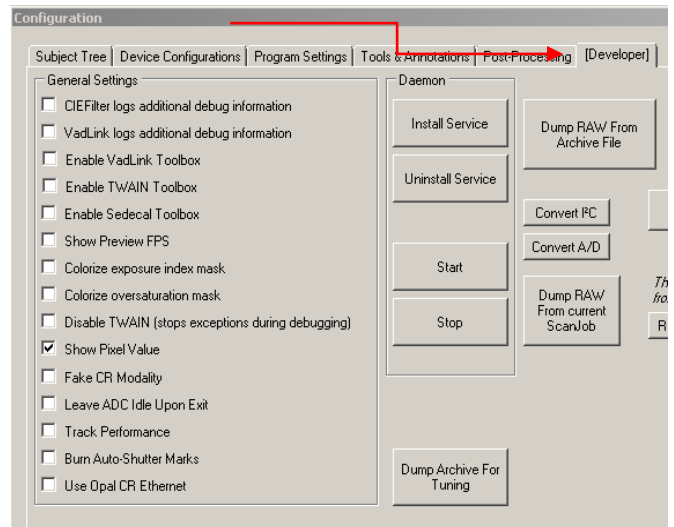 Configuration
Subject Tree
Device Configurations
Program Settings
Tools & Annotations
Post-Processing
[Developer]
General Settings
CIEFilter logs additional debug information
VadLink logs additional debug information
Enable VadLink Toolbox
Enable TWAIN Toolbox
Enable Sedecal Toolbox
Show Preview FPS
Colorize exposure index mask
Colorize oversaturation mask
Disable TWAIN (stops exceptions during debugging)
Show Pixel Value
Fake CR Modality
Leave ADC Idle Upon Exit
Track Performance
Burn Auto-Shutter Marks
Use Opal CR Ethernet
Daemon
Install Service
Uninstall Service
Start
Stop
Dump Archive For
Tuning
Dump RAW From
Archive File
Convert I²C
Convert A/D
Dump RAW
From current
ScanJob
Th
fro
R